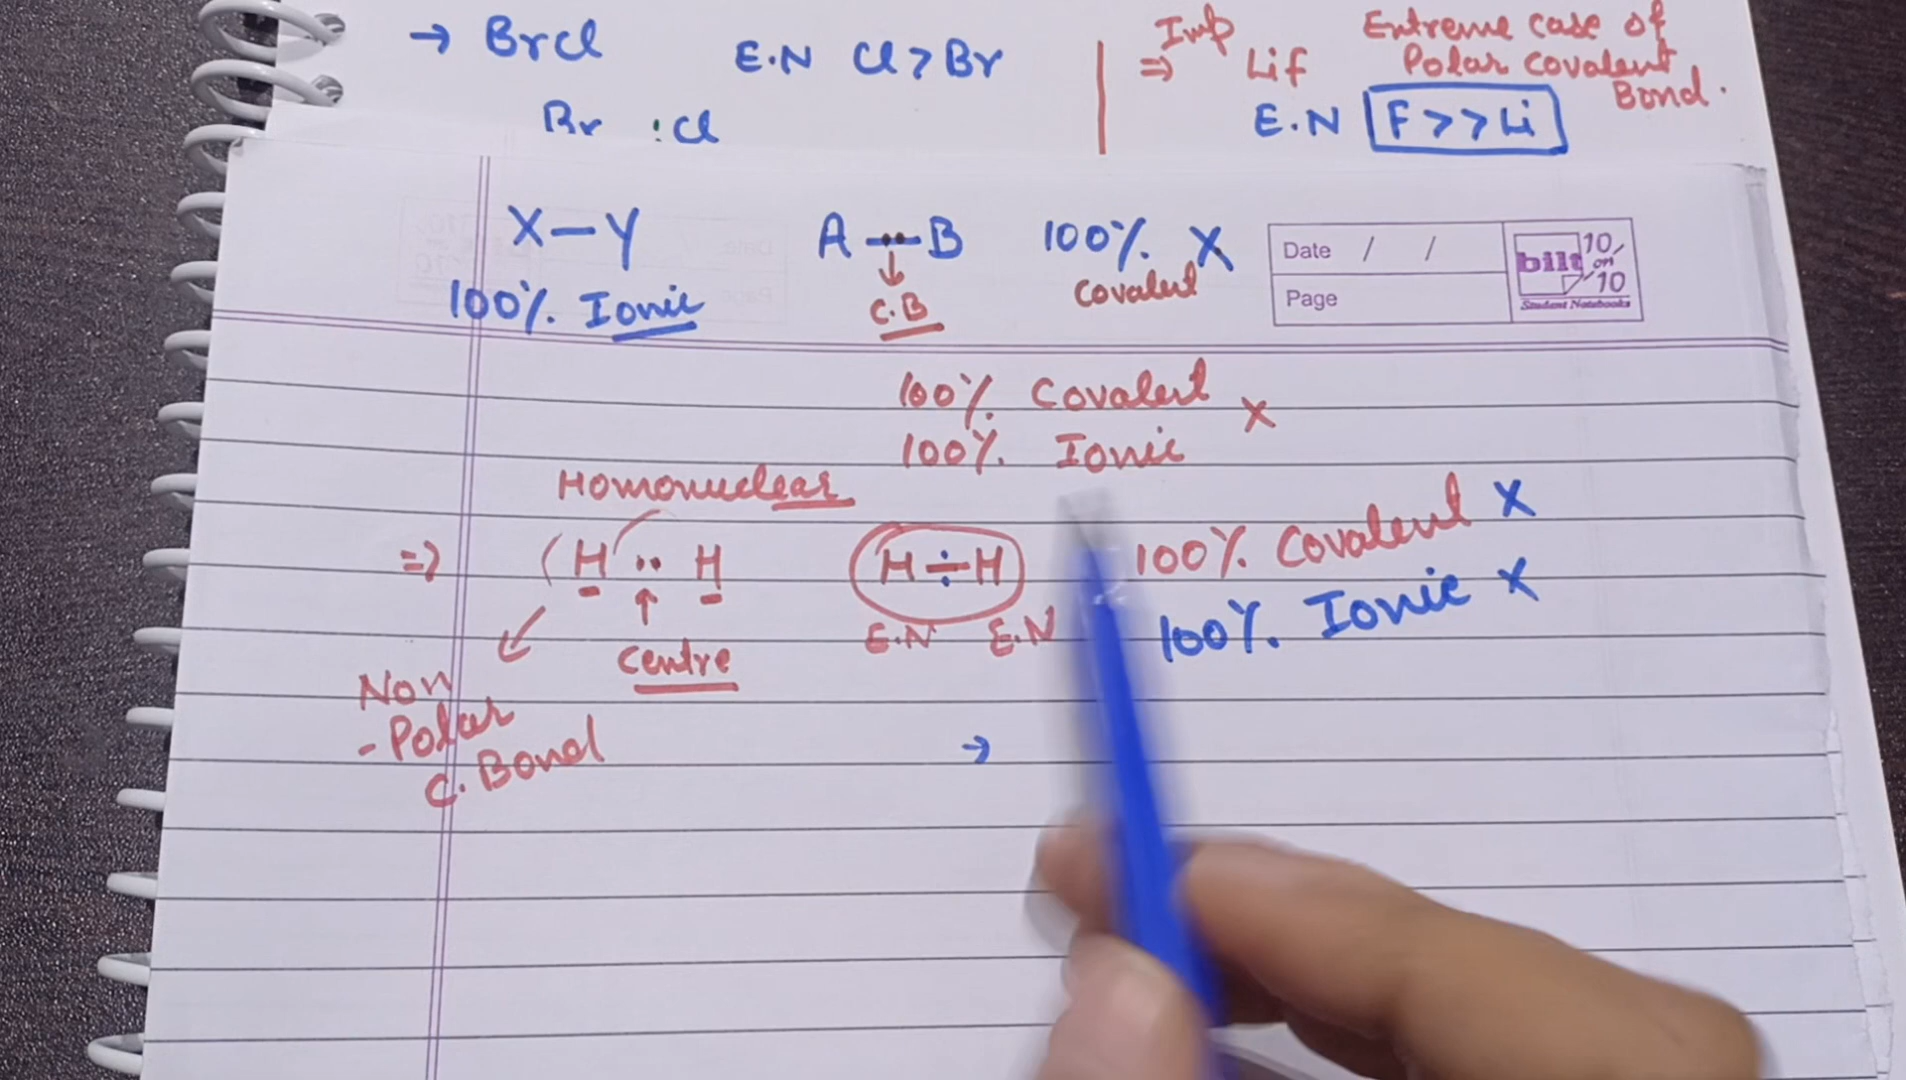 → BrCl
E.N Cl > Br
Br :Cl
Imp
⇒ Lif
Extreme case of
Polar covalent
Bond.
E.N F >> Li
X — Y
100% Ionic
A — B
C.B
100% X
Covalent
Date / /
Page
bilt 10 on 10
Student Notebooks
100% Covalent X
100% Ionic
Homonuclear
⇒ (H •• H
Centre
H ÷ H
E.N E.N
100% Covalent X
100% Ionic X
Non
- Polar
C. Bond
→